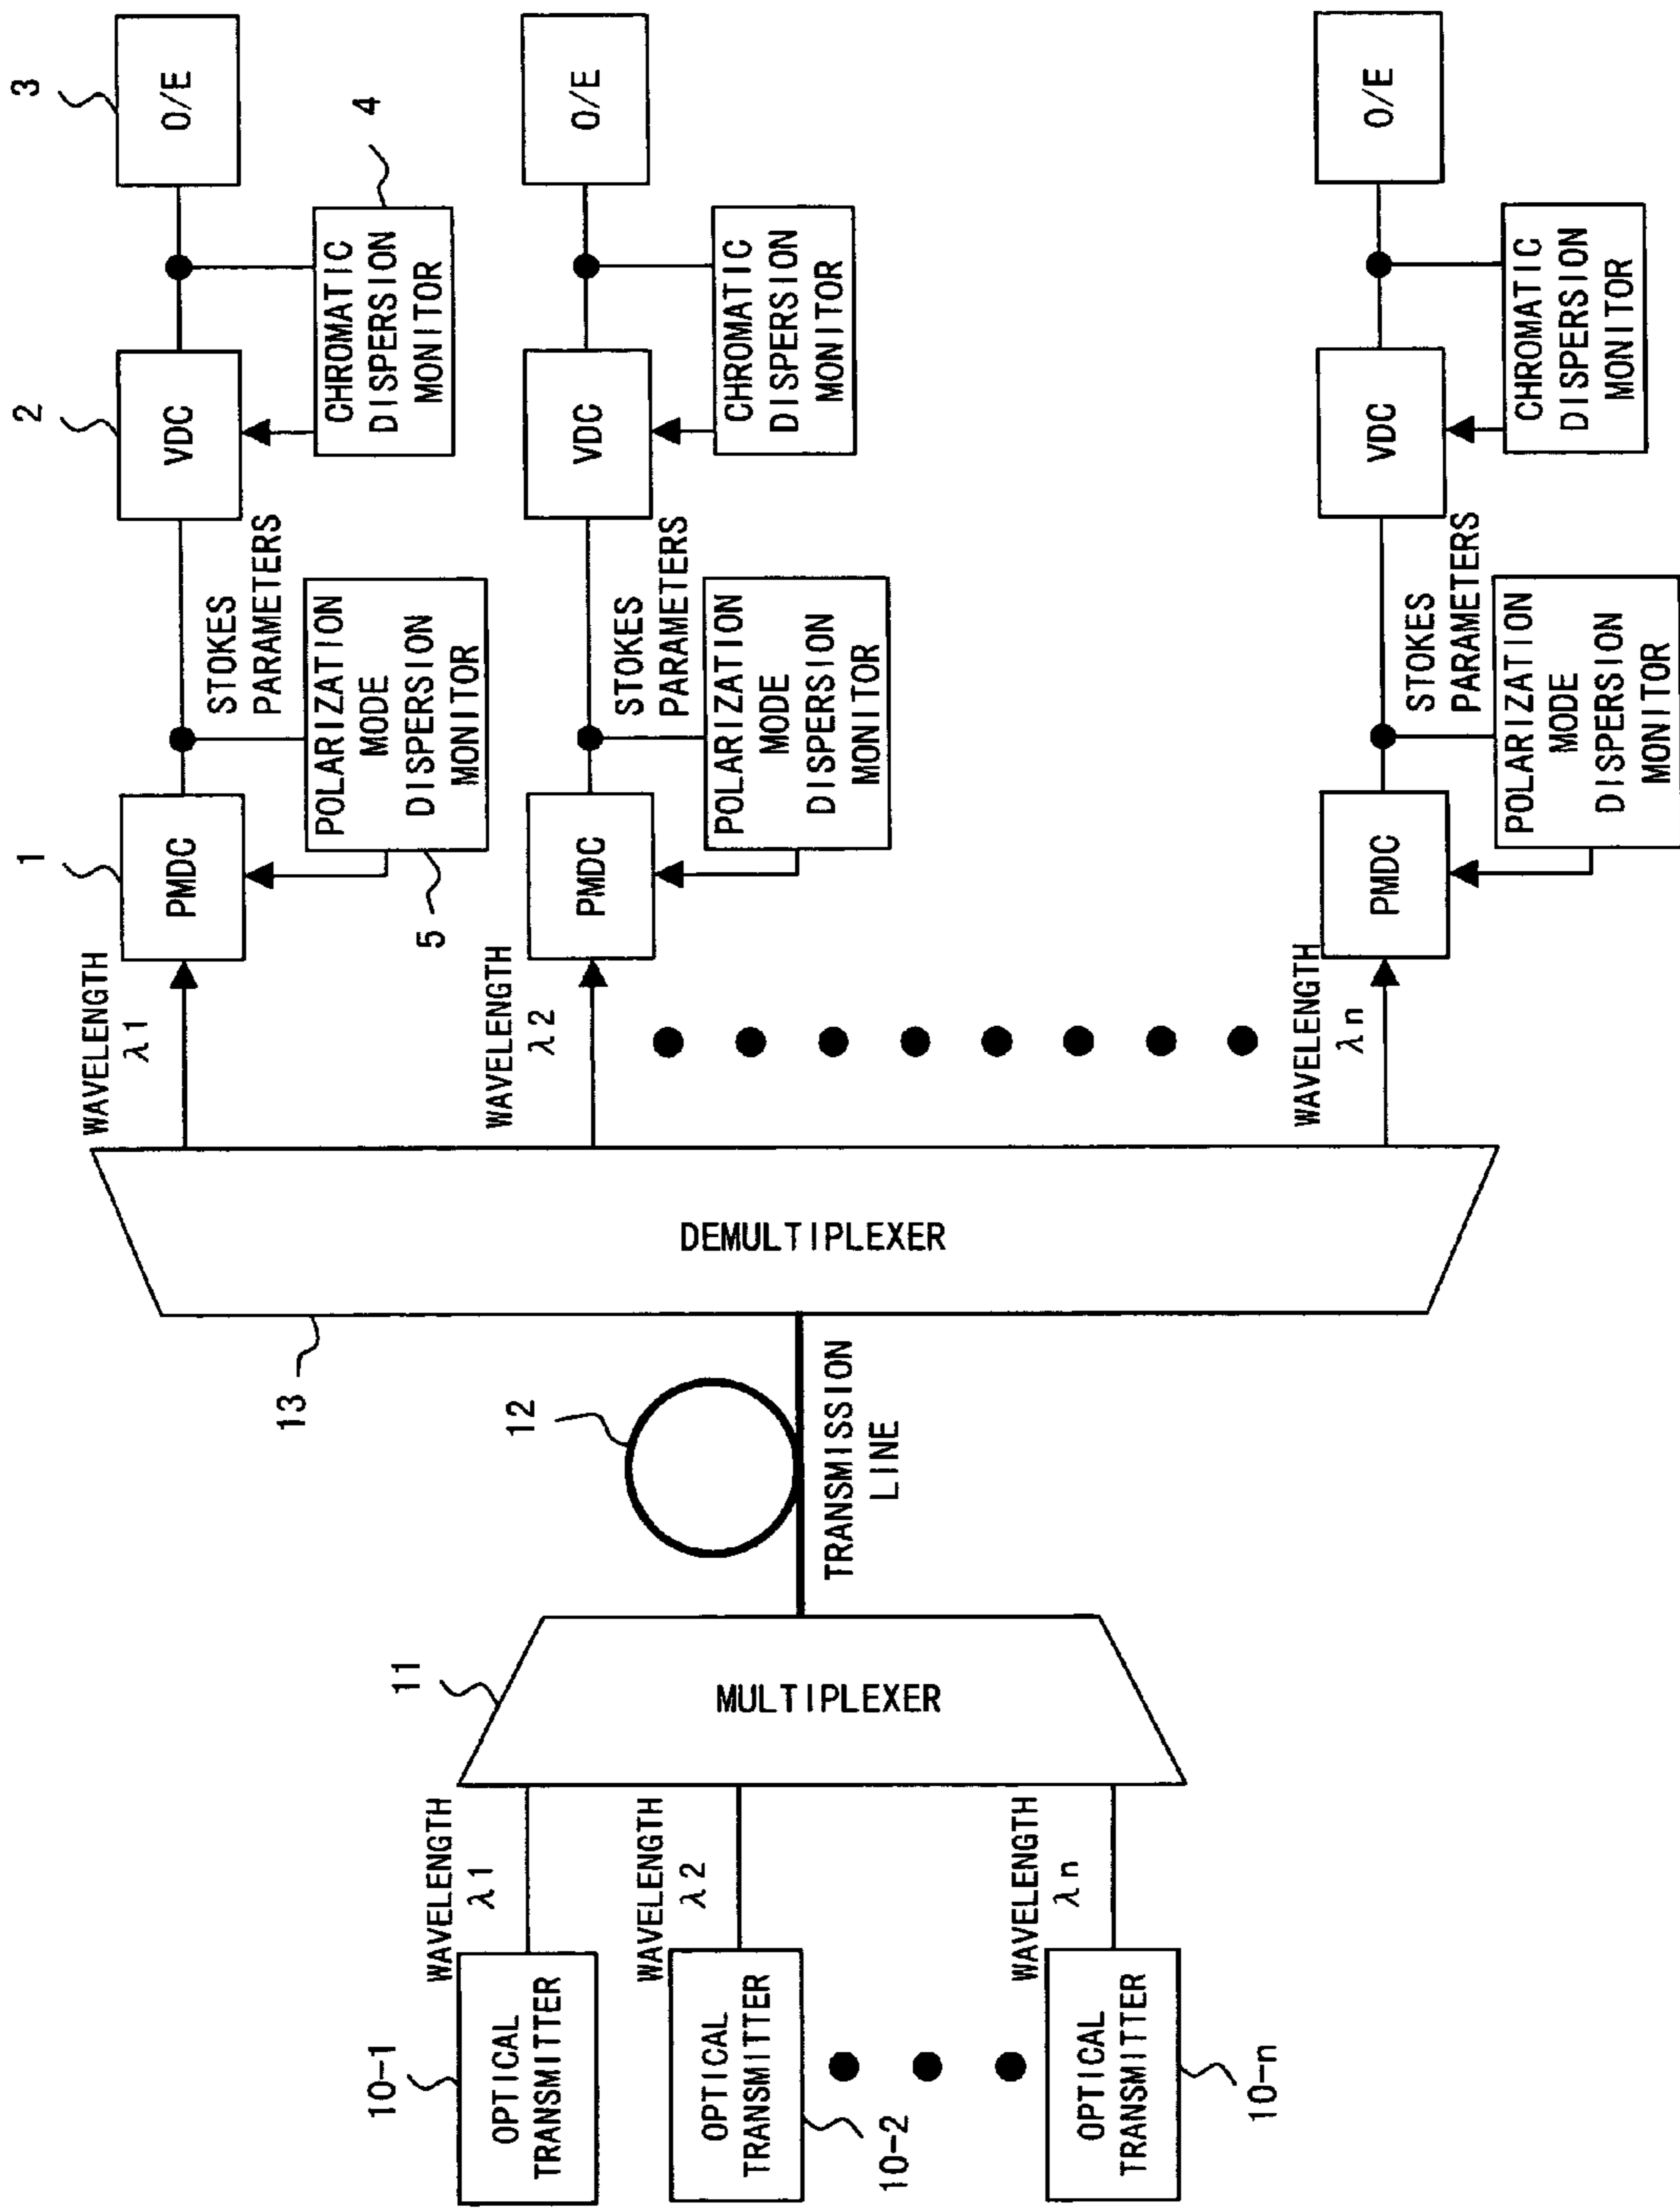 10-1
OPTICAL
TRANSMITTER
WAVELENGTH
λ1
OPTICAL
TRANSMITTER
10-2
WAVELENGTH
λ2
OPTICAL
TRANSMITTER
10-n
WAVELENGTH
λn
11
MULTIPLEXER
12
TRANSMISSION
LINE
13
DEMULTIPLEXER
WAVELENGTH
λ1
1
PMDC
5
POLARIZATION
MODE
DISPERSION
MONITOR
STOKES
PARAMETERS
2
VDC
CHROMATIC
DISPERSION
MONITOR
4
3
O/E
WAVELENGTH
λ2
PMDC
POLARIZATION
MODE
DISPERSION
MONITOR
STOKES
PARAMETERS
VDC
CHROMATIC
DISPERSION
MONITOR
O/E
WAVELENGTH
λn
PMDC
POLARIZATION
MODE
DISPERSION
MONITOR
STOKES
PARAMETERS
VDC
CHROMATIC
DISPERSION
MONITOR
O/E